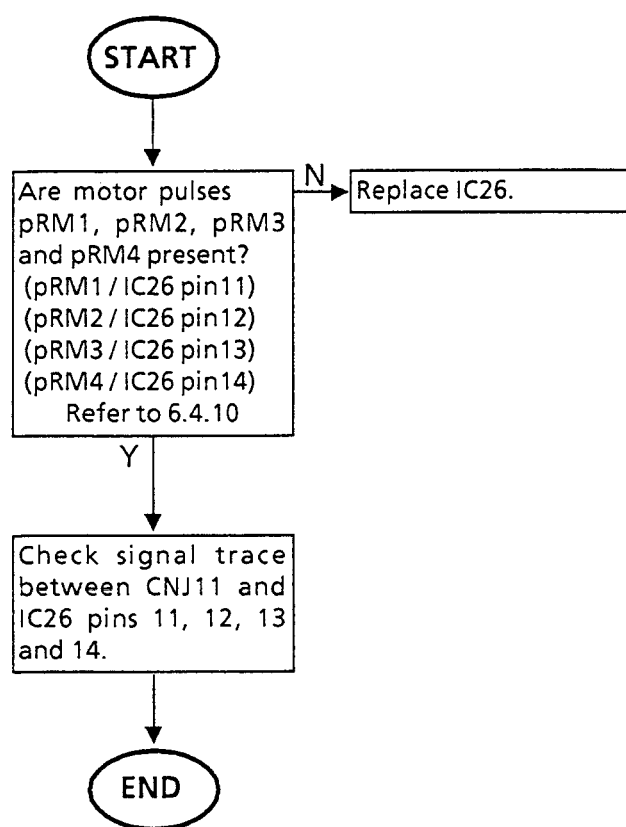 START
Are motor pulses
pRM1, pRM2, pRM3
and pRM4 present?
(pRM1 / IC26 pin11)
(pRM2 / IC26 pin12)
(pRM3 / IC26 pin13)
(pRM4 / IC26 pin14)
Refer to 6.4.10
N
Replace IC26.
Y
Check signal trace
between CNJ11 and
IC26 pins 11, 12, 13
and 14.
END